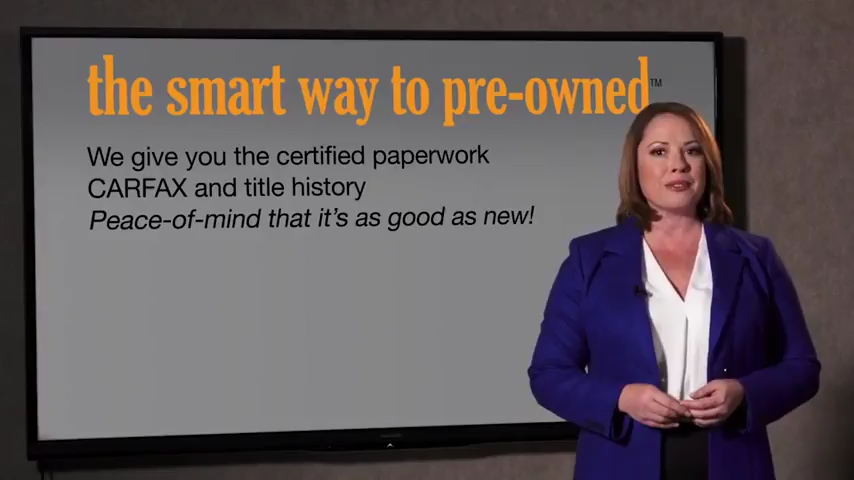 the smart way to pre-owned™
We give you the certified paperwork
CARFAX and title history
Peace-of-mind that it's as good as new!